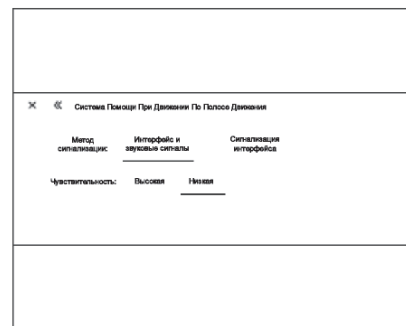 Система Помощи При Движении По Полосе Движения
Метод Интерфейс и Сигнализация
сигнализации: звуковые сигналы интерфейса
Чувствительность: Высокая Низкая